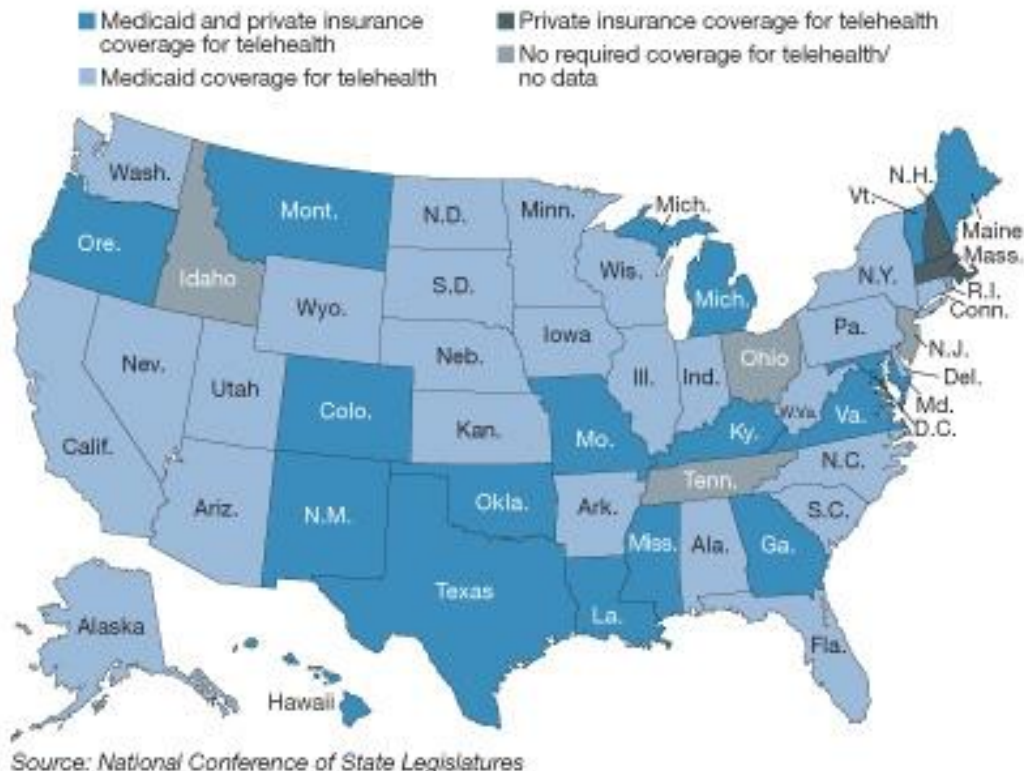 Medicaid and private insurance
coverage for telehealth
Medicaid coverage for telehealth
Private insurance coverage for telehealth
No required coverage for telehealth/
no data
Wash.
Ore.
Idaho
Mont.
N.D.
Minn.
Mich.
N.H.
Vt.
Maine
Mass.
N.Y.
R.I.
Conn.
Wis.
S.D.
Wyo.
Mich.
Pa.
N.J.
Iowa
Neb.
Nev.
Utah
Ohio
Ill.
Ind.
Del.
Md.
D.C.
W.Va.
Va.
Colo.
Kan.
Mo.
Ky.
Calif.
N.C.
Tenn.
S.C.
Ariz.
N.M.
Okla.
Ark.
Miss.
Ala.
Ga.
Texas
La.
Fla.
Alaska
Hawaii
Source: National Conference of State Legislatures